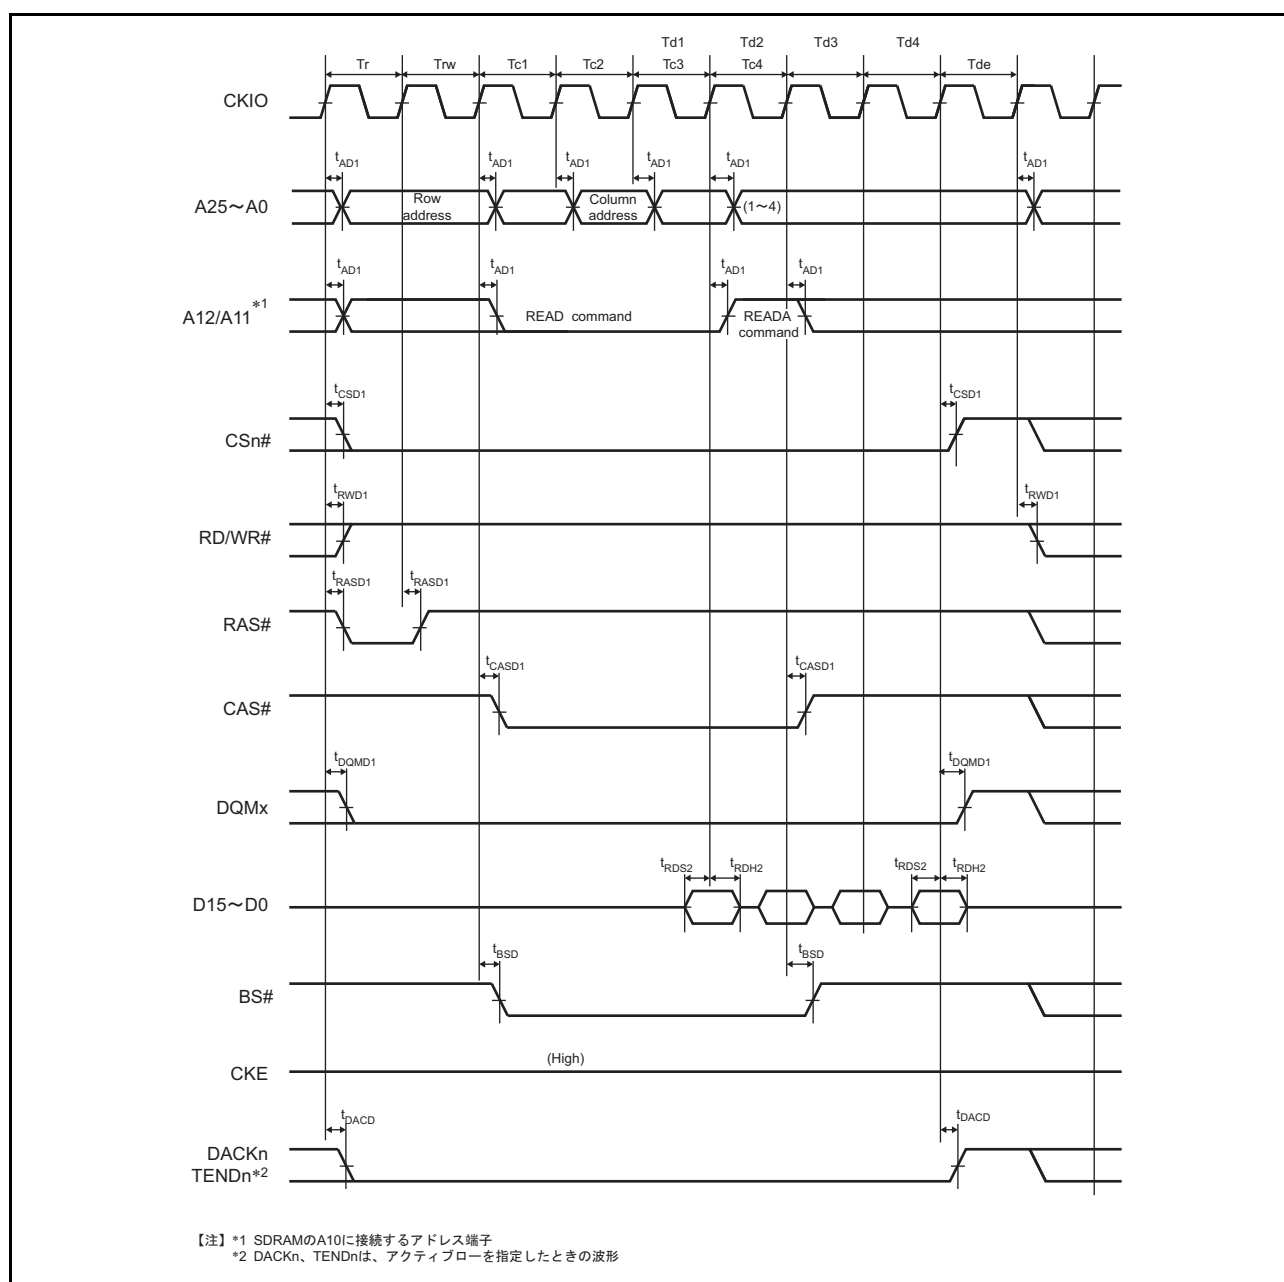 Td1 Td2 Td3 Td4
Tr Trw Tc1 Tc2 Tc3 Tc4 Tde
CKIO
tAD1 tAD1 tAD1 tAD1 tAD1 tAD1
A25～A0
Row address
Column address
(1～4)
tAD1 tAD1 tAD1 tAD1
A12/A11 *1
READ command
READA command
tCSD1 tCSD1
CSn#
tRWD1 tRWD1
RD/WR#
tRASD1 tRASD1
RAS#
tCASD1 tCASD1
CAS#
tDQMD1 tDQMD1
DQMx
tRDS2 tRDH2 tRDS2 tRDH2
D15～D0
tBSD tBSD
BS#
(High)
CKE
tDACD tDACD
DACKn
TENDn*2
【注】*1 SDRAMのA10に接続するアドレス端子
*2 DACKn、TENDnは、アクティブローを指定したときの波形